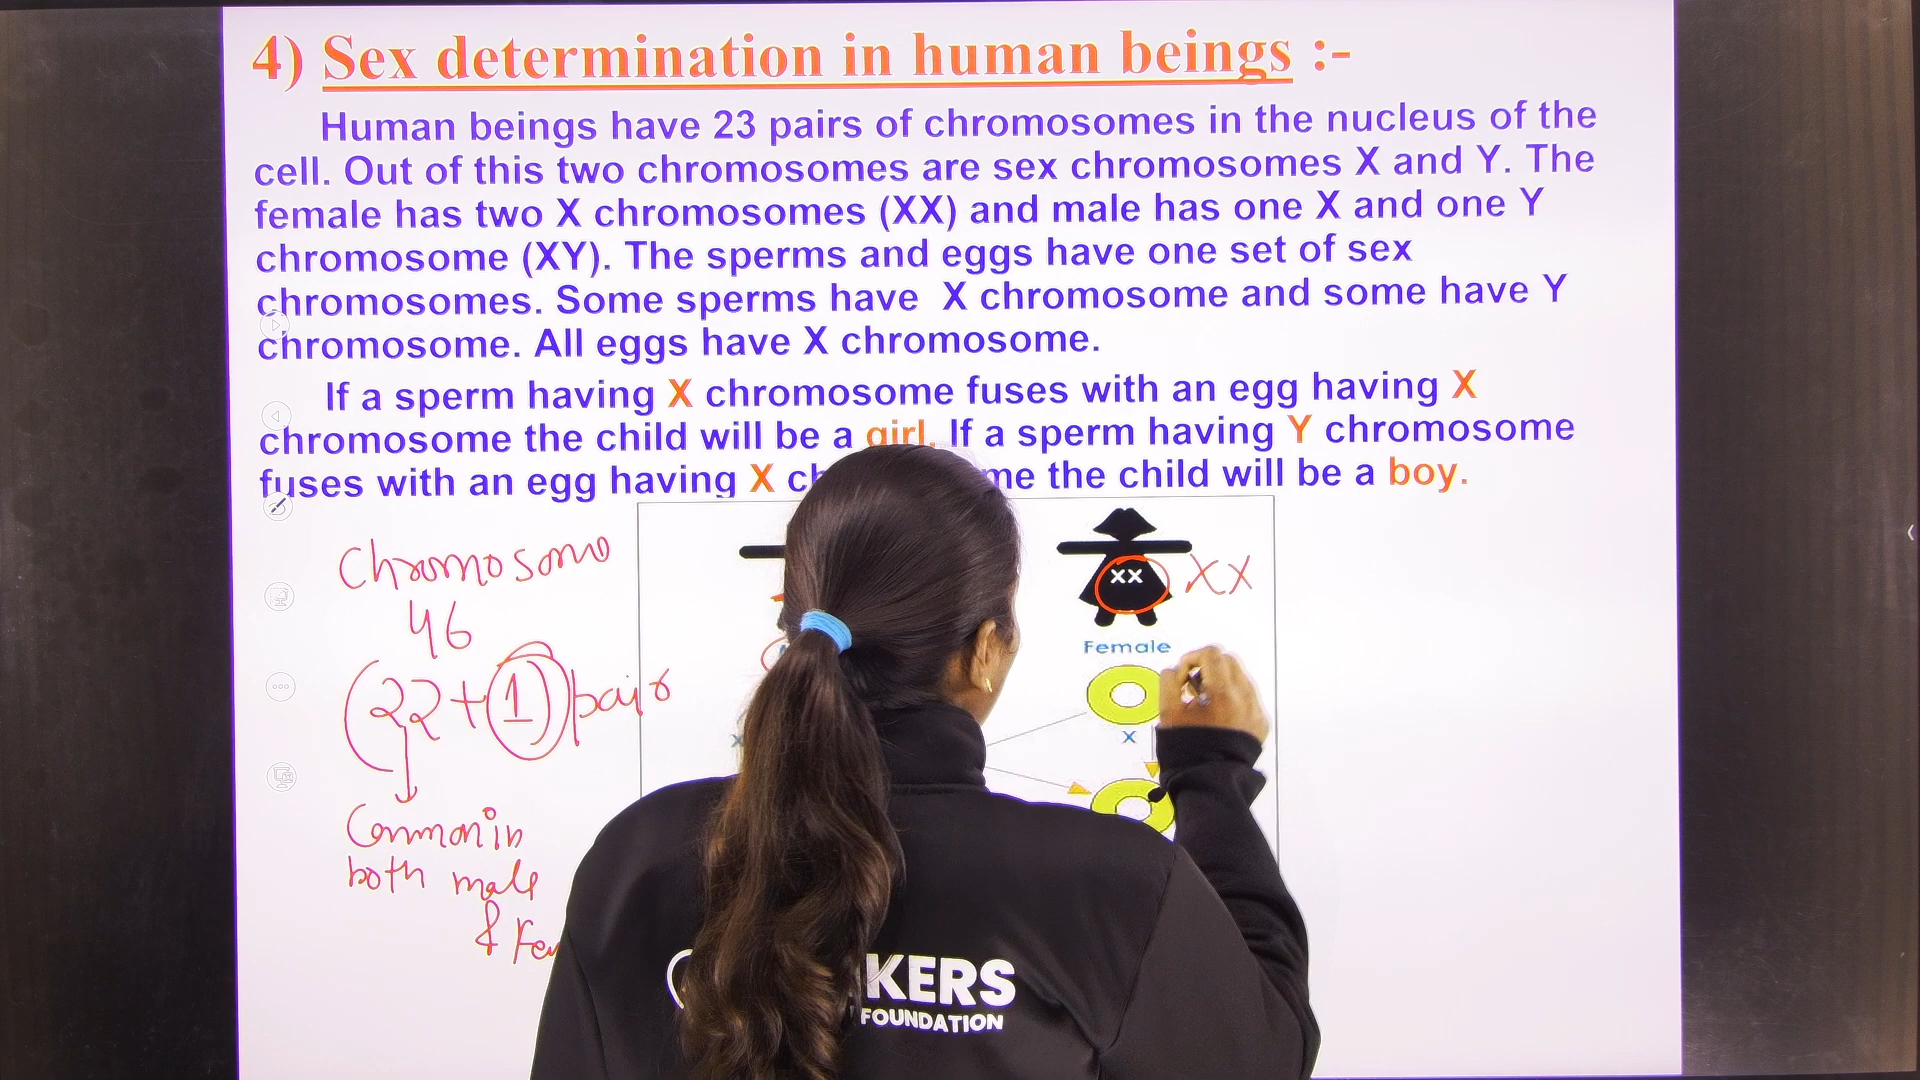 4) Sex determination in human beings :-
Human beings have 23 pairs of chromosomes in the nucleus of the
cell. Out of this two chromosomes are sex chromosomes X and Y. The
female has two X chromosomes (XX) and male has one X and one Y
chromosome (XY). The sperms and eggs have one set of sex
chromosomes. Some sperms have X chromosome and some have Y
chromosome. All eggs have X chromosome.
If a sperm having X chromosome fuses with an egg having X
chromosome the child will be a girl. If a sperm having Y chromosome
fuses with an egg having X the child will be a boy.
Chromosome
46
(22+1) pair
Common in
both male
&
XX XX
Female
X
X
KERS
FOUNDATION